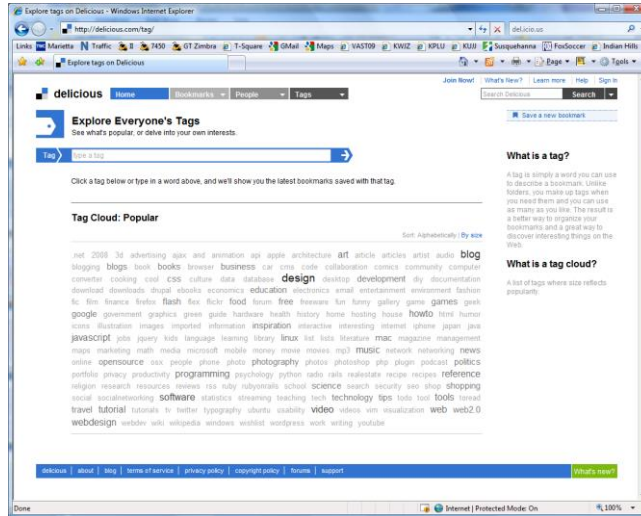 Explore tags on Delicious - Windows Internet Explorer
http://delicious.com/tag/
del.icio.us
Links Marietta Traffic 8 7450 GT Zimbra T-Square GMail Maps VAST09 KWIZ KPLU KUJI Susquehanna FoxSoccer Indian Hills
Explore tags on Delicious
Page Tools
Join Now! What's New? Learn more Help Sign In
delicious Home Bookmarks People Tags Search Delicious Search
Explore Everyone's Tags
See what's popular, or delve into your own interests.
Save a new bookmark
Tag type a tag
Click a tag below or type in a word above, and we'll show you the latest bookmarks saved with that tag.
What is a tag?
A tag is simply a word you can use
to describe a bookmark. Unlike
folders, you make up tags when
you need them and you can use
as many as you like. The result is
a better way to organize your
bookmarks and a great way to
discover interesting things on the
Web.
What is a tag cloud?
A list of tags where size reflects
popularity.
Tag Cloud: Popular
Sort: Alphabetically | By size
.net 2008 3d advertising ajax and animation api apple architecture art article articles artist audio blog
blogging blogs book books browser business car cms code collaboration comics community computer
converter cooking cool css culture data database design desktop development diy documentation
download downloads drupal ebooks economics education electronics email entertainment environment fashion
fic film finance firefox flash flex flickr food forum free freeware fun funny gallery game games geek
google government graphics green guide hardware health history home hosting house howto html humor
icons illustration images imported information inspiration interactive interesting internet iphone japan java
javascript jobs jquery kids language learning library linux list lists literature mac magazine management
maps marketing math media microsoft mobile money movie movies mp3 music network networking news
online opensource osx people phone photo photography photos photoshop php plugin podcast politics
portfolio privacy productivity programming psychology python radio rails realestate recipe recipes reference
religion research resources reviews rss ruby rubyonrails school science search security seo shop shopping
social socialnetworking software statistics streaming teaching tech technology tips todo tool tools toread
travel tutorial tutorials tv twitter typography ubuntu usability video videos vim visualization web web2.0
webdesign webdev wiki wikipedia windows wishlist wordpress work writing youtube
delicious | about | blog | terms of service | privacy policy | copyright policy | forums | support
What's new?
Done Internet | Protected Mode: On 100%